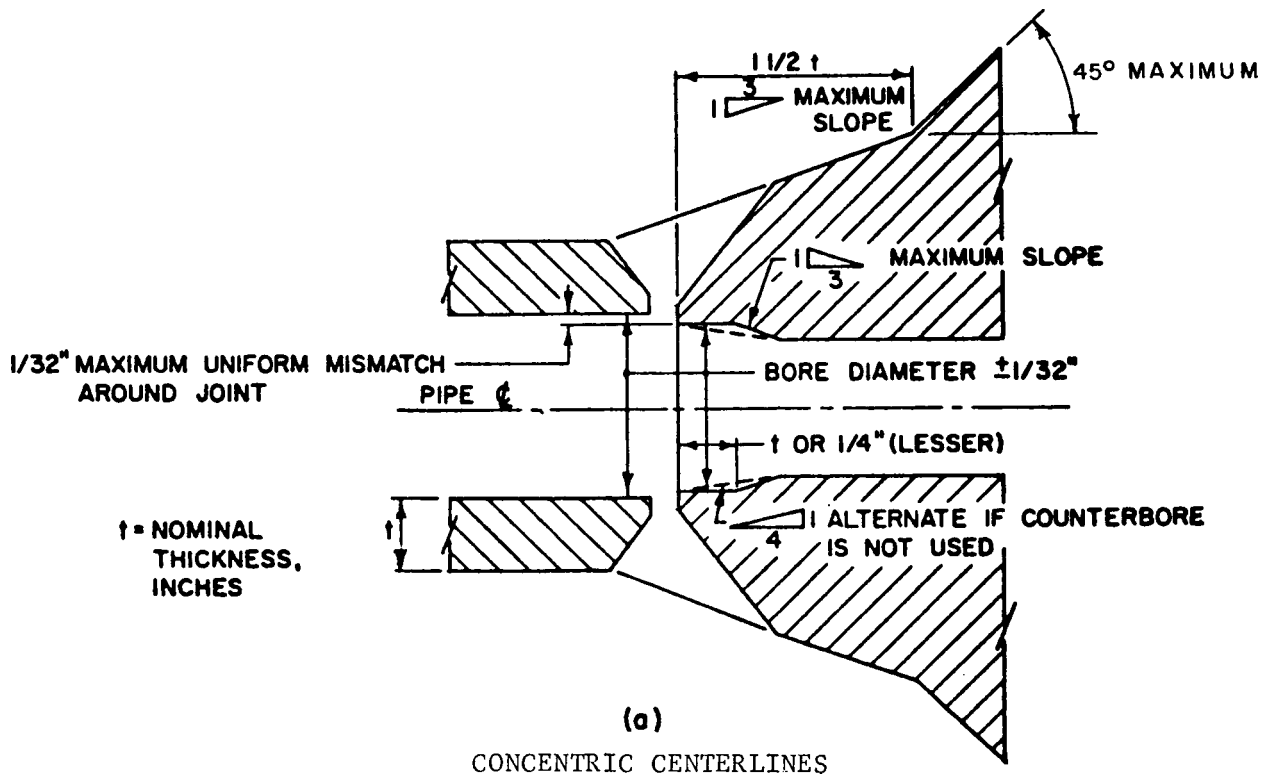 1 1/2 t
45° MAXIMUM
3
1
MAXIMUM
SLOPE
1
3
MAXIMUM SLOPE
1/32" MAXIMUM UNIFORM MISMATCH
AROUND JOINT
BORE DIAMETER ±1/32"
PIPE ℄
t OR 1/4" (LESSER)
t = NOMINAL
THICKNESS,
INCHES
t
1
4
ALTERNATE IF COUNTERBORE
IS NOT USED
(a)
CONCENTRIC CENTERLINES